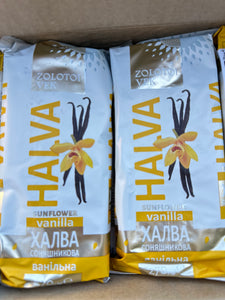 ZOLOTOI
VEK
HALVA
SUNFLOWER
vanilla
ХАЛВА
СОНЯШНИКОВА
ванільна
ZOLOTOI
VEK
HALVA
SUNFLOWER
vanilla
ХАЛВА
СОНЯШНИКОВА
ванільна